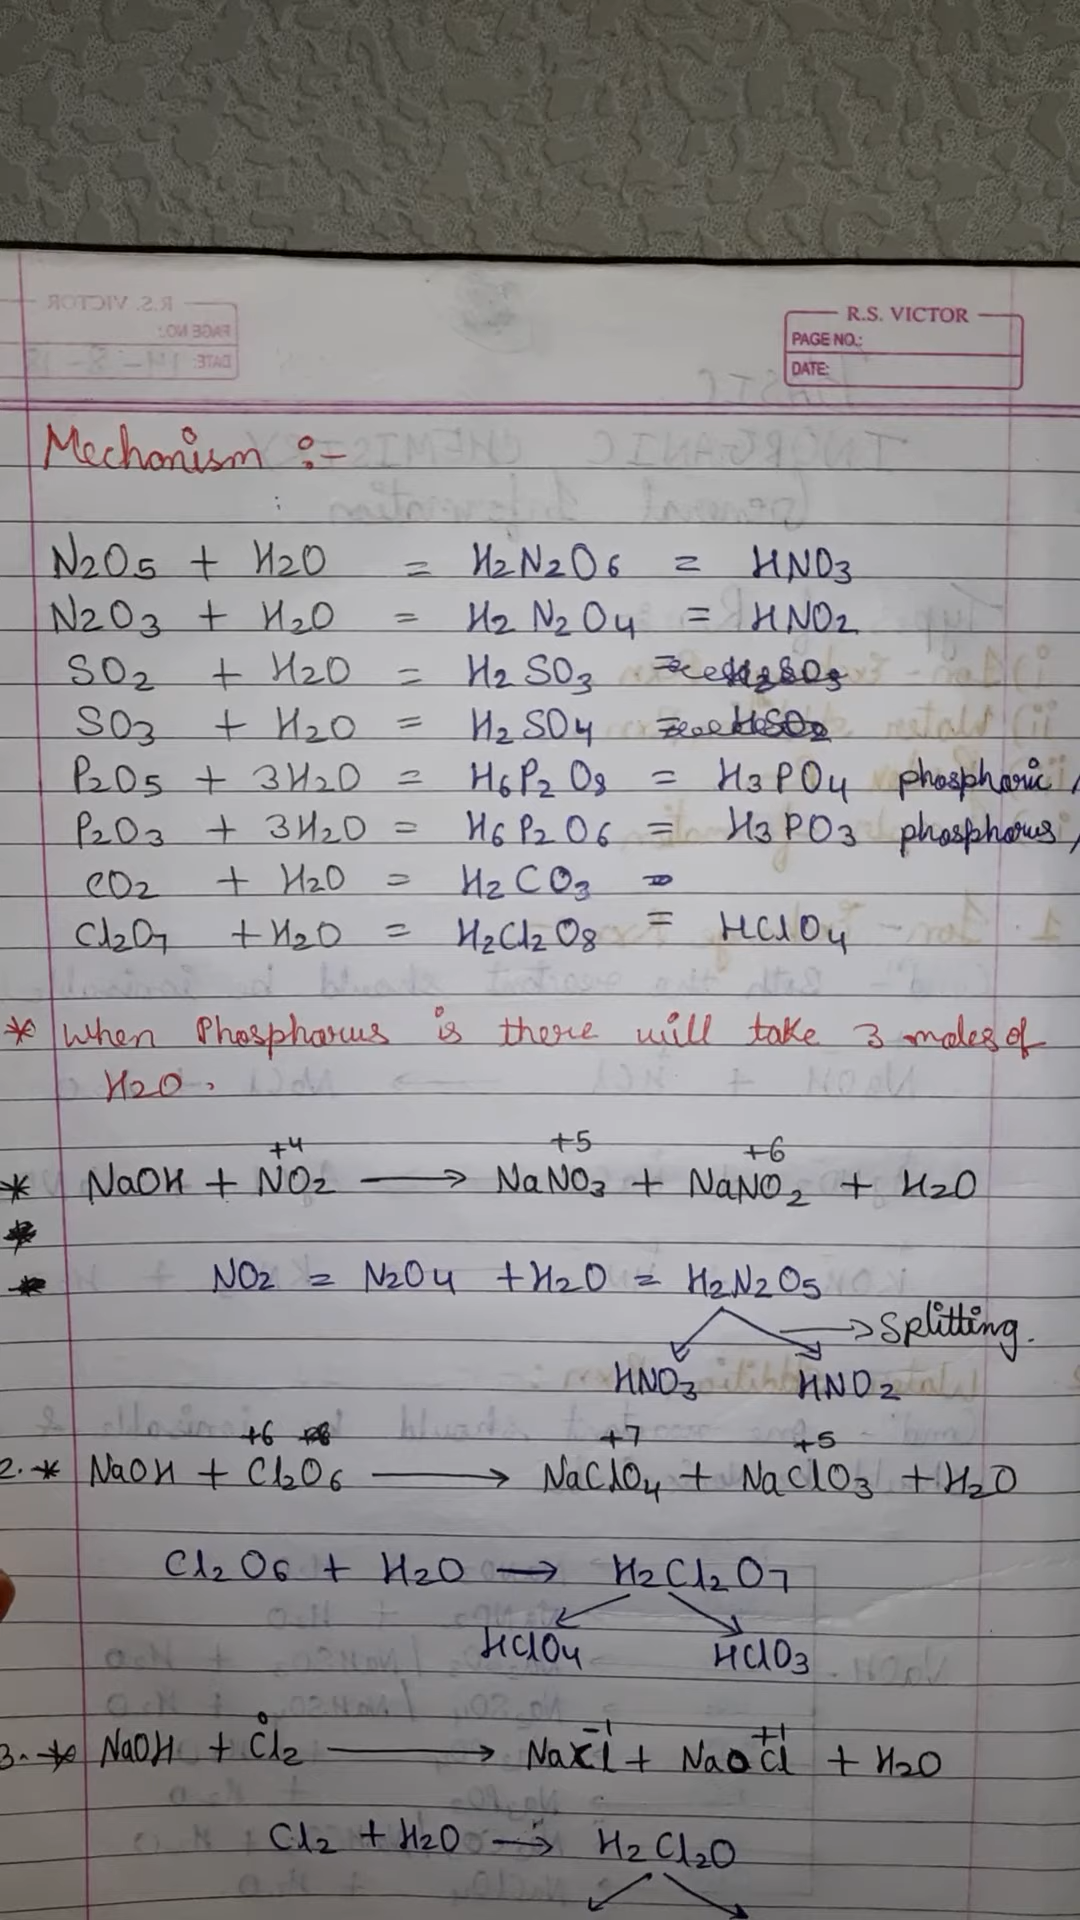 R.S. VICTOR
PAGE NO.:
DATE:
Mechonism :-
N2O5 + H2O = H2N2O6 = HNO3
N2O3 + H2O = H2N2O4 = HNO2
SO2 + H2O = H2SO3
SO3 + H2O = H2SO4
P2O5 + 3H2O = H6P2O8 = H3PO4 phosphoric,
P2O3 + 3H2O = H6P2O6 = H3PO3 phosphorus,
CO2 + H2O = H2CO3
Cl2O7 + H2O = H2Cl2O8 = HClO4
* When Phosphorus is there will take 3 moles of
H2O.
+4 +5 +6
* NaOH + NO2 → NaNO3 + NaNO2 + H2O
NO2 = N2O4 + H2O = H2N2O5
→ Splitting.
HNO3 HNO2
+6 +7 +5
2. * NaOH + Cl2O6 → NaClO4 + NaClO3 + H2O
Cl2O6 + H2O → H2Cl2O7
HClO4 HClO3
0 -1 +1
3. * NaOH + Cl2 → NaCl + NaOCl + H2O
Cl2 + H2O → H2Cl2O